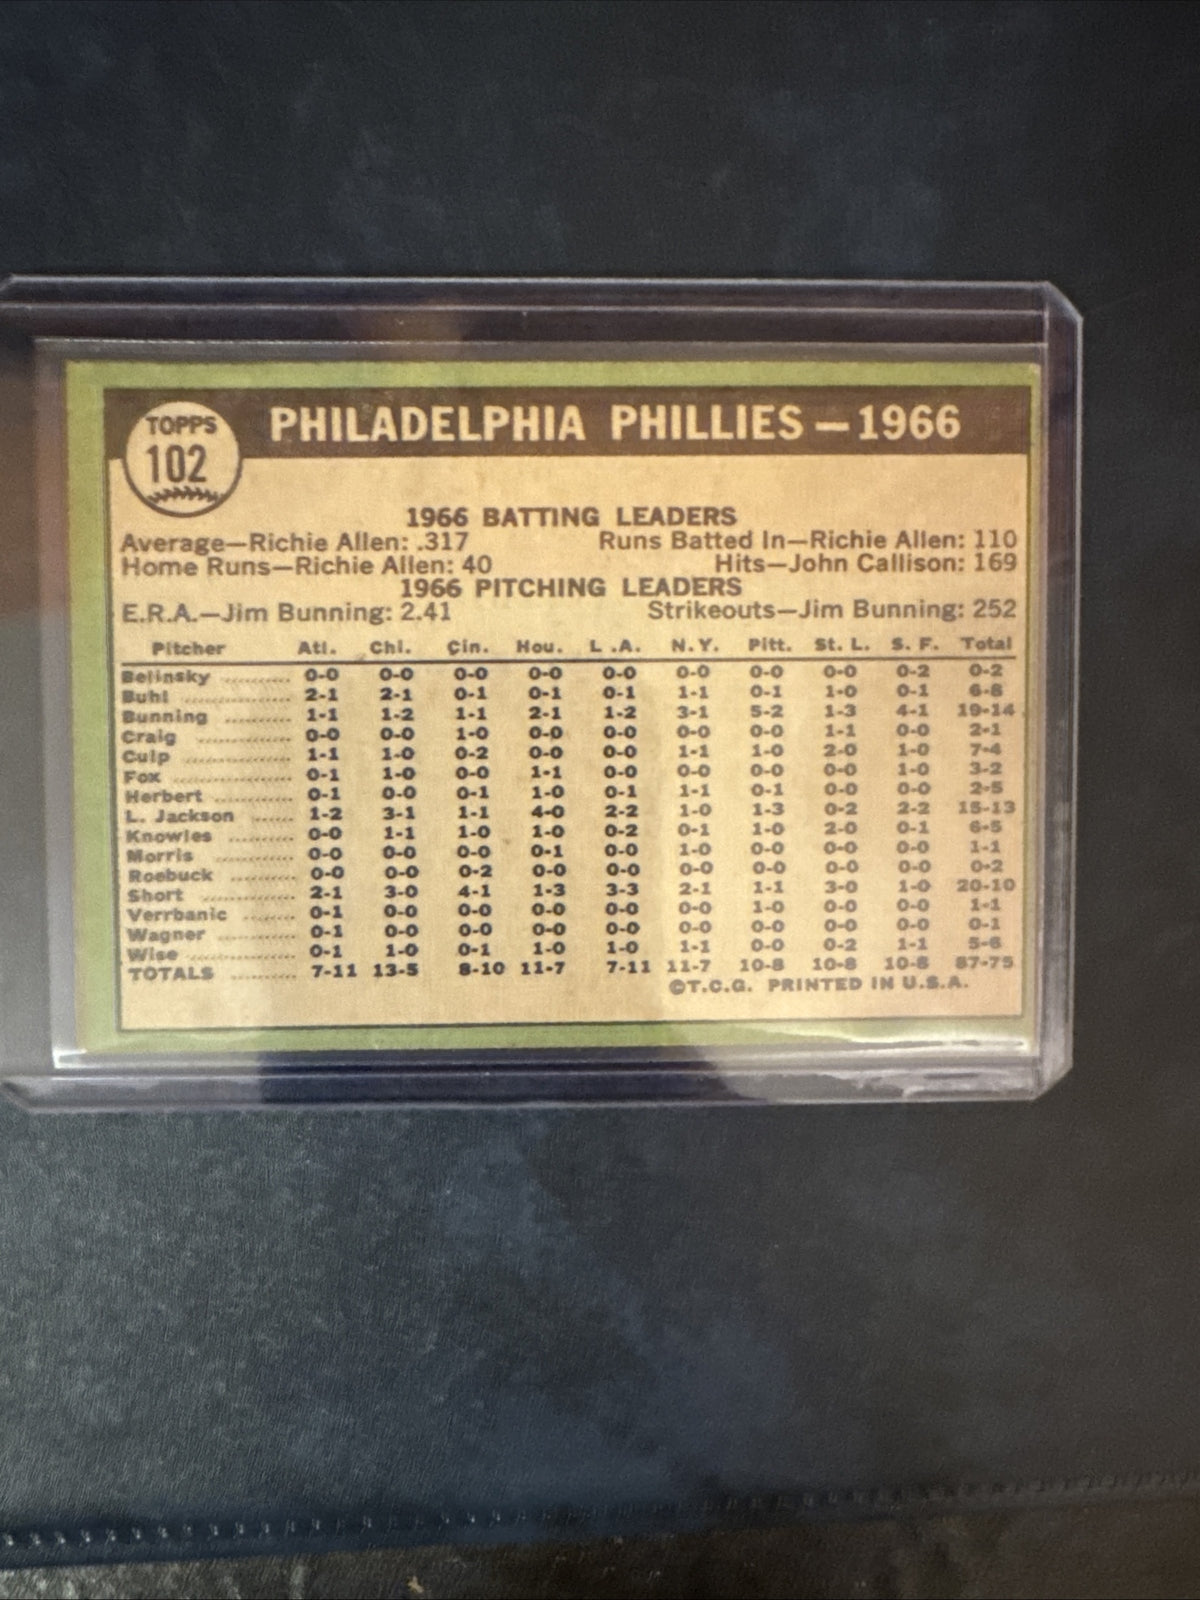 TOPPS
102
PHILADELPHIA PHILLIES—1966
1966 BATTING LEADERS
Average—Richie Allen: .317 Runs Batted In—Richie Allen: 110
Home Runs—Richie Allen: 40 Hits—John Callison: 169
1966 PITCHING LEADERS
E.R.A.—Jim Bunning: 2.41 Strikeouts—Jim Bunning: 252
Pitcher Atl. Chi. Cin. Hou. L.A. N.Y. Pitt. St. L. S. F. Total
Belinsky ........ 0-0 0-0 0-0 0-0 0-0 0-0 0-0 0-0 0-2 0-2
Buhl ........ 2-1 2-1 0-1 0-1 0-1 1-1 0-1 1-0 0-1 6-8
Bunning ........ 1-1 1-2 1-1 2-1 1-2 3-1 5-2 1-3 4-1 19-14
Craig ........ 0-0 0-0 1-0 0-0 0-0 0-0 0-0 1-1 0-0 2-1
Culp ........ 1-1 1-0 0-2 0-0 0-0 1-1 1-0 2-0 1-0 7-4
Fox ........ 0-1 1-0 0-0 1-1 0-0 0-0 0-0 0-0 1-0 3-2
Herbert ........ 0-1 0-0 0-1 1-0 0-1 1-1 0-1 0-0 0-0 2-5
L. Jackson ...... 1-2 3-1 1-1 4-0 2-2 1-0 1-3 0-2 2-2 15-13
Knowles ........ 0-0 1-1 1-0 1-0 0-2 0-1 1-0 2-0 0-1 6-5
Morris ........ 0-0 0-0 0-0 0-1 0-0 1-0 0-0 0-0 0-0 1-1
Roebuck ........ 0-0 0-0 0-2 0-0 0-0 0-0 0-0 0-0 0-0 0-2
Short ........ 2-1 3-0 4-1 1-3 3-3 2-1 1-1 3-0 1-0 20-10
Verrbanic ...... 0-1 0-0 0-0 0-0 0-0 0-0 1-0 0-0 0-0 1-1
Wagner ........ 0-1 0-0 0-0 0-0 0-0 0-0 0-0 0-0 0-0 0-1
Wise ........ 0-1 1-0 0-1 1-0 1-0 1-1 0-0 0-2 1-1 5-6
TOTALS ........ 7-11 13-5 8-10 11-7 7-11 11-7 10-8 10-8 10-8 87-75
©T.C.G. PRINTED IN U.S.A.